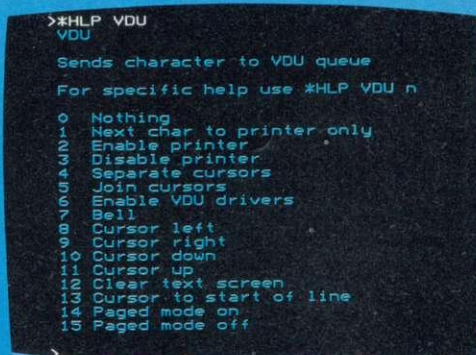 >*HLP VDU
VDU
Sends character to VDU queue
For specific help use *HLP VDU n
0 Nothing
1 Next char to printer only
2 Enable printer
3 Disable printer
4 Separate cursors
5 Join cursors
6 Enable VDU drivers
7 Bell
8 Cursor left
9 Cursor right
10 Cursor down
11 Cursor up
12 Clear text screen
13 Cursor to start of line
14 Paged mode on
15 Paged mode off
>